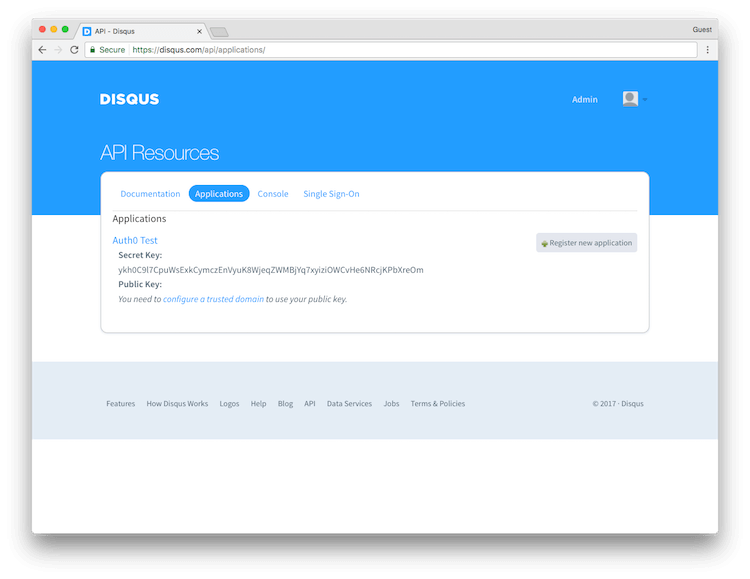 API - Disqus
Guest
Secure https://disqus.com/api/applications/
DISQUS
Admin
API Resources
Documentation Applications Console Single Sign-On
Applications
Auth0 Test
Register new application
Secret Key:
ykh0C9l7CpuWsExkCymczEnVyuK8WjeqZWMBjYq7xyiziOWCvHe6NRcjKPbXreOm
Public Key:
You need to configure a trusted domain to use your public key.
Features How Disqus Works Logos Help Blog API Data Services Jobs Terms & Policies © 2017 · Disqus